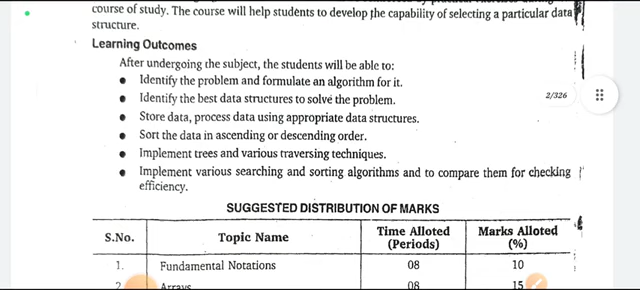 course of study. The course will help students to develop the capability of selecting a particular data
structure.
Learning Outcomes
After undergoing the subject, the students will be able to:
● Identify the problem and formulate an algorithm for it.
● Identify the best data structures to solve the problem.
2/326
● Store data, process data using appropriate data structures.
● Sort the data in ascending or descending order.
● Implement trees and various traversing techniques.
● Implement various searching and sorting algorithms and to compare them for checking
efficiency.
SUGGESTED DISTRIBUTION OF MARKS
S.No. Topic Name Time Alloted (Periods) Marks Alloted (%)
1. Fundamental Notations 08 10
2. Arrays 08 15